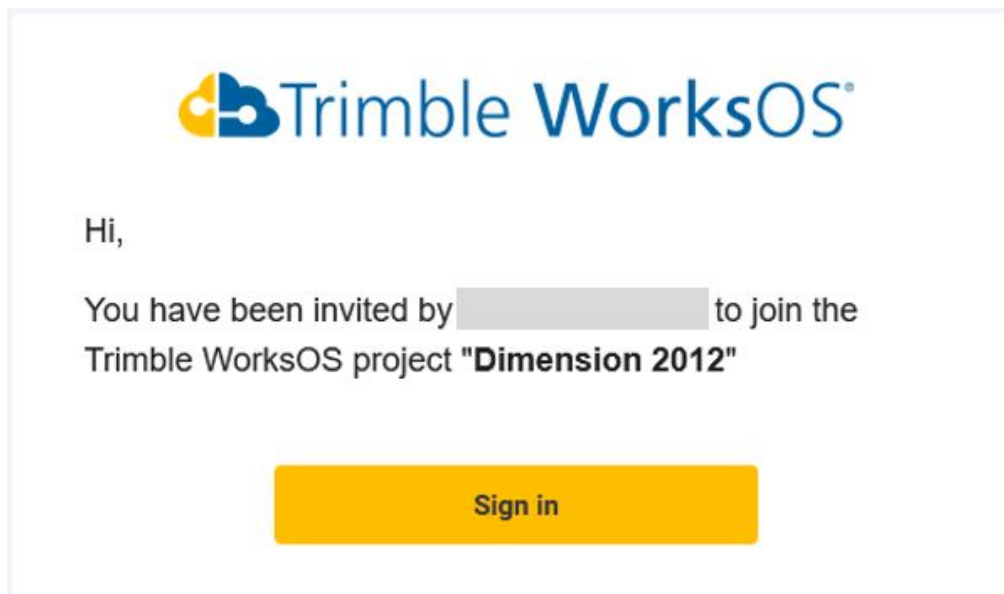 Trimble WorksOS®
Hi,
You have been invited by to join the
Trimble WorksOS project "Dimension 2012"
Sign in